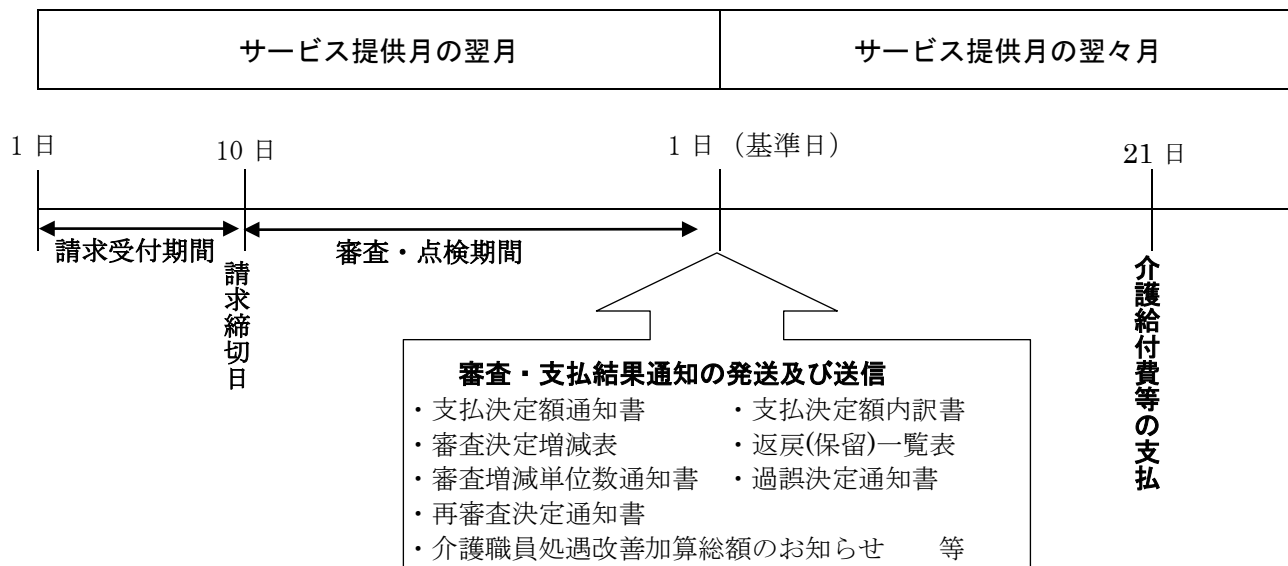 サービス提供月の翌月
サービス提供月の翌々月
1 日
10 日
1 日（基準日）
21 日
請求受付期間
審査・点検期間
請求締切日
介護給付費等の支払
審査・支払結果通知の発送及び送信
・支払決定額通知書 ・支払決定額内訳書
・審査決定増減表 ・返戻(保留)一覧表
・審査増減単位数通知書 ・過誤決定通知書
・再審査決定通知書
・介護職員処遇改善加算総額のお知らせ 等